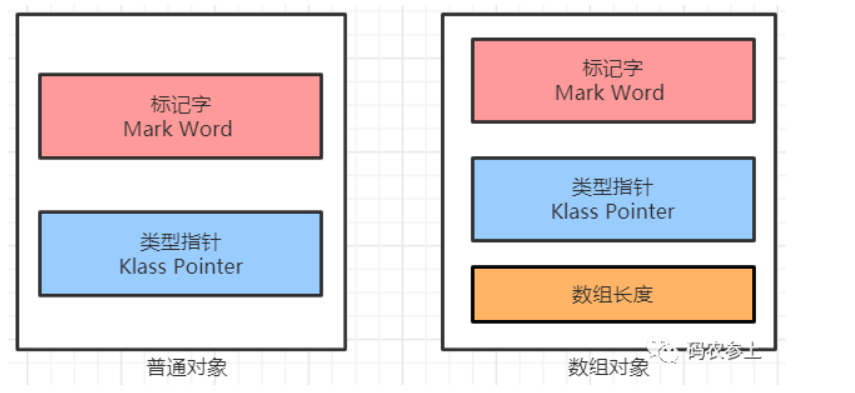 标记字
Mark Word
类型指针
Klass Pointer
普通对象
标记字
Mark Word
类型指针
Klass Pointer
数组长度
数组对象
码农参上